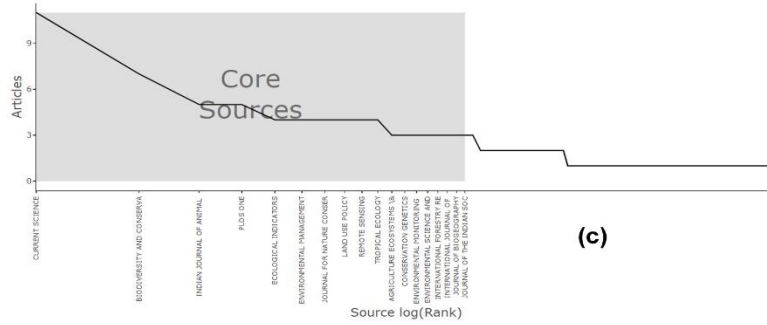 Core
Sources
Articles
9
6
3
0
CURRENT SCIENCE
BIODIVERSITY AND CONSERVA
INDIAN JOURNAL OF ANIMAL
PLOS ONE
ECOLOGICAL INDICATORS
ENVIRONMENTAL MANAGEMENT
JOURNAL FOR NATURE CONSER
LAND USE POLICY
REMOTE SENSING
TROPICAL ECOLOGY
AGRICULTURE ECOSYSTEMS \&
CONSERVATION GENETICS
ENVIRONMENTAL MONITORING
ENVIRONMENTAL SCIENCE AND
INTERNATIONAL FORESTRY RE
INTERNATIONAL JOURNAL OF
JOURNAL OF BIOGEOGRAPHY
JOURNAL OF THE INDIAN SOC
Source log(Rank)
(c)